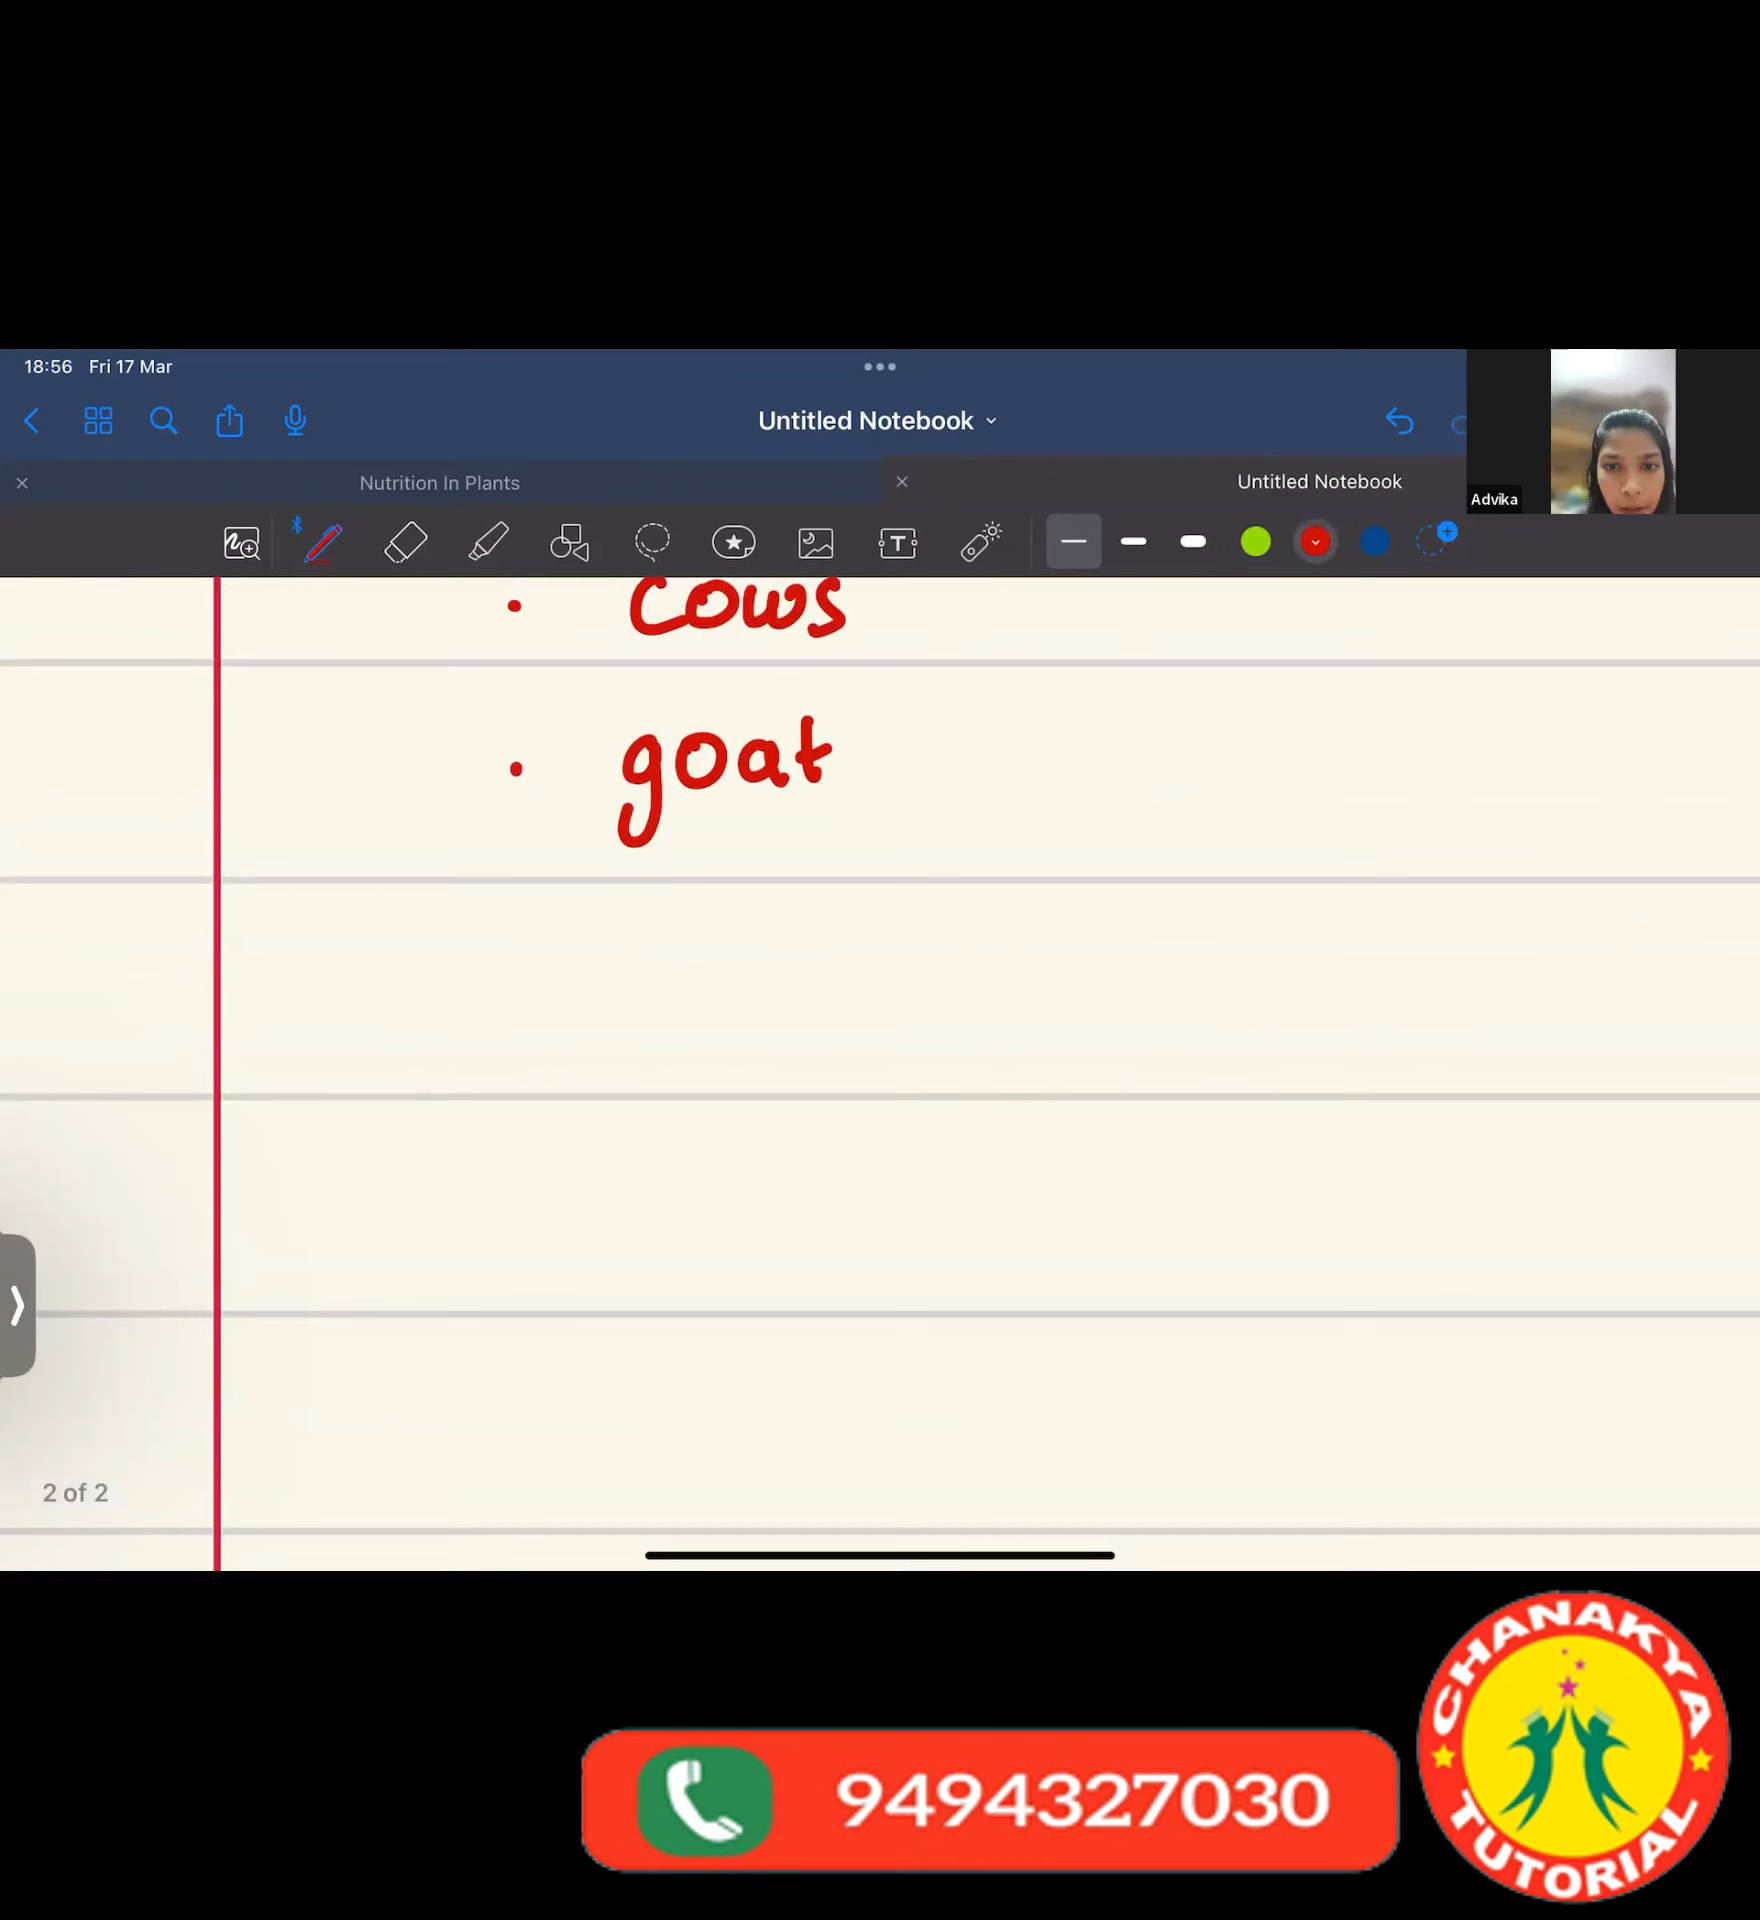 18:56 Fri 17 Mar
Untitled Notebook
Nutrition In Plants
Untitled Notebook
Advika
T
• Cows
• goat
2 of 2
9494327030
CHANAKYA
TUTORIAL